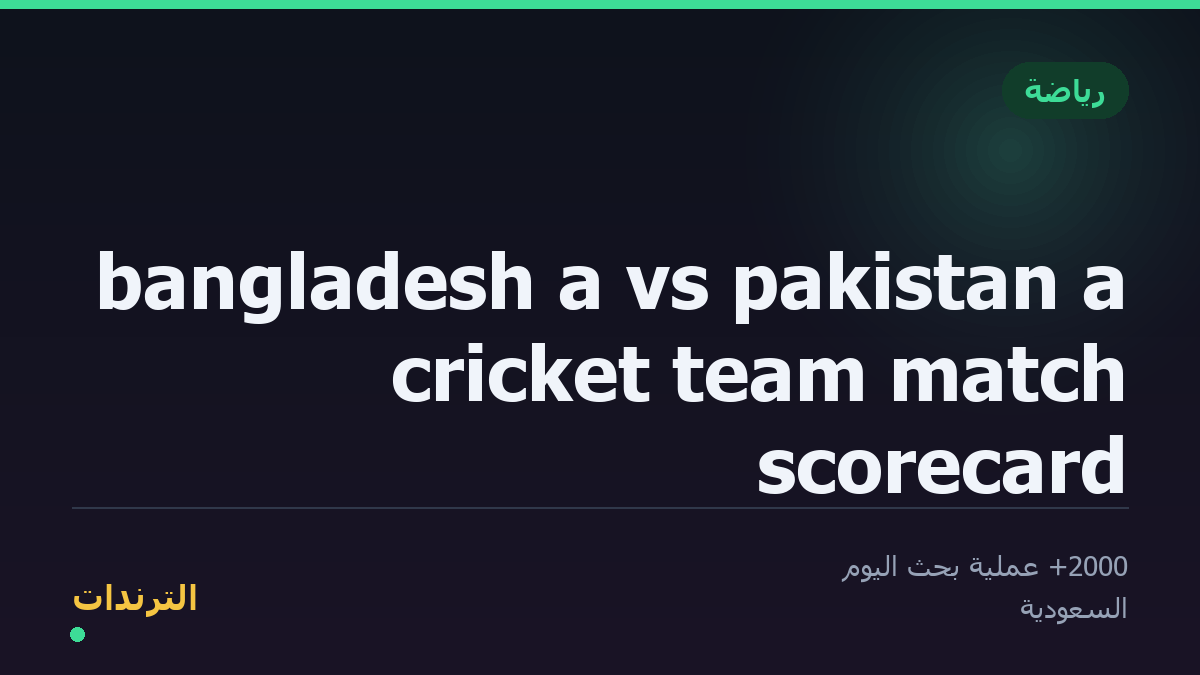 رياضة
bangladesh a vs pakistan a
cricket team match
scorecard
+2000 عملية بحث اليوم
السعودية
الترندات